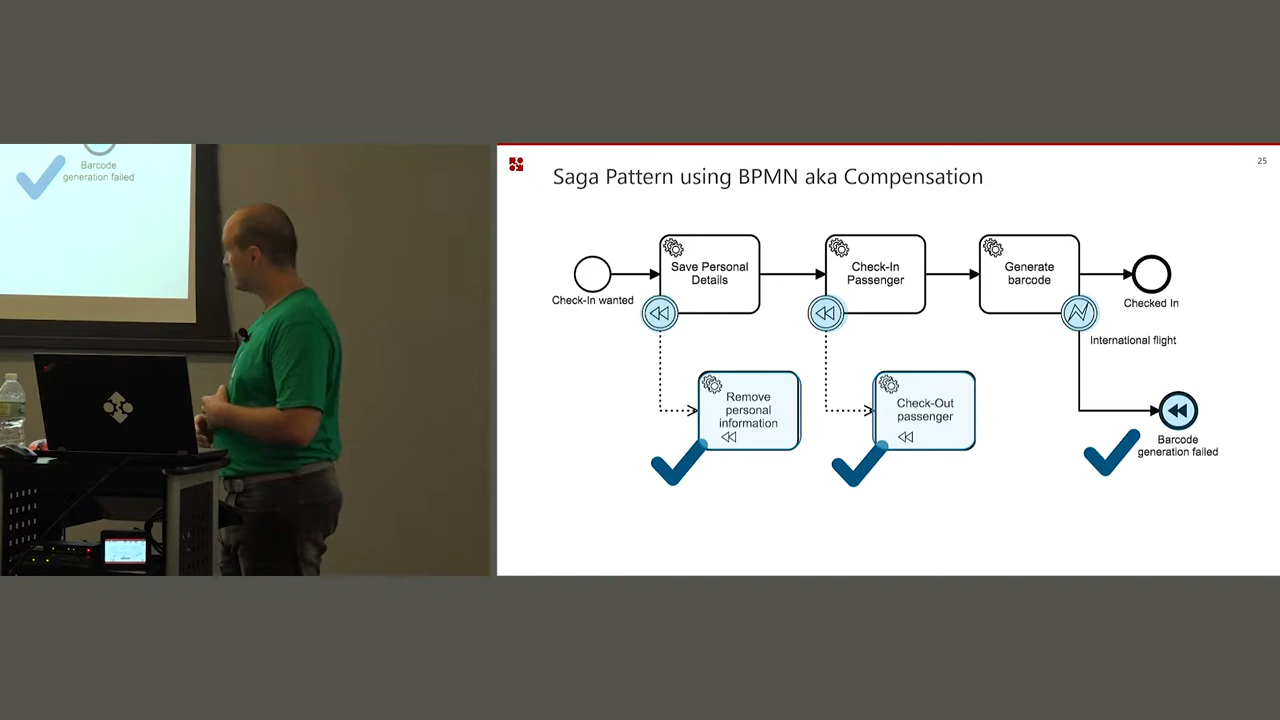 Barcode
generation failed
25
Saga Pattern using BPMN aka Compensation
Save Personal
Details
Check-In
Passenger
Generate
barcode
Check-In wanted
Checked In
International flight
Remove
personal
information
Check-Out
passenger
Barcode
generation failed